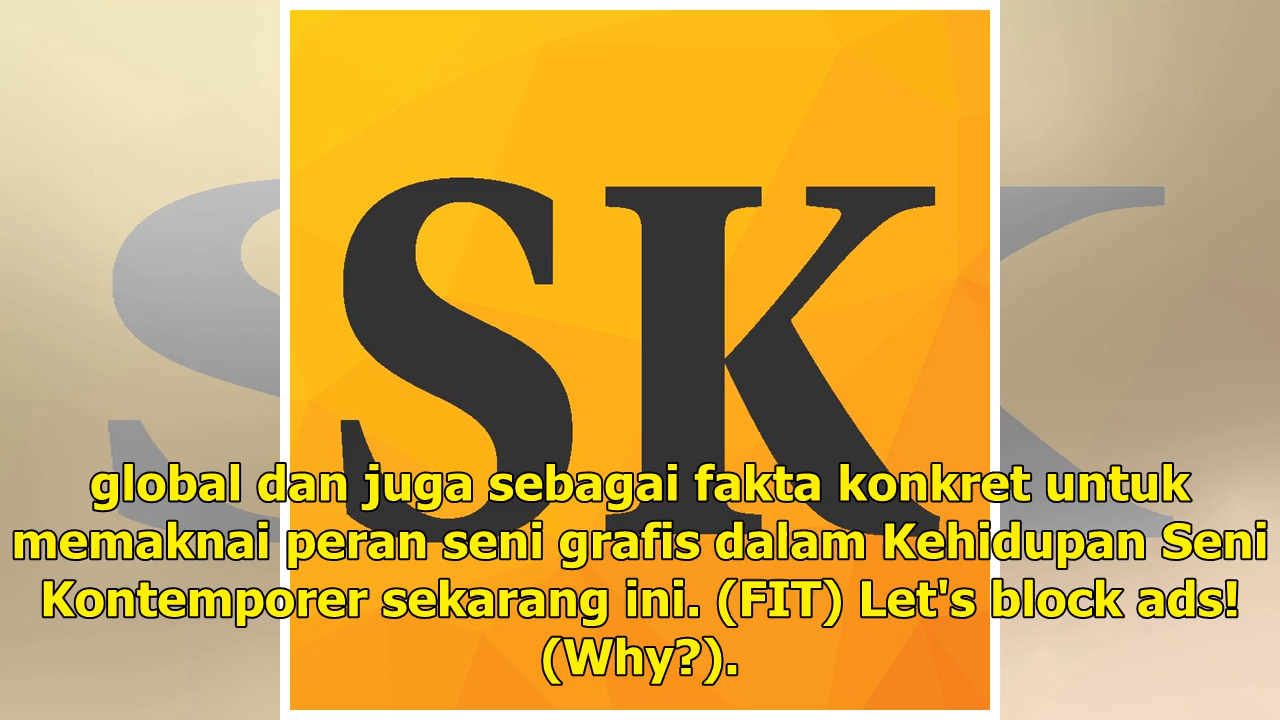 SK
global dan juga sebagai fakta konkret untuk
memaknai peran seni grafis dalam Kehidupan Seni
Kontemporer sekarang ini. (FIT) Let's block ads!
(Why?).